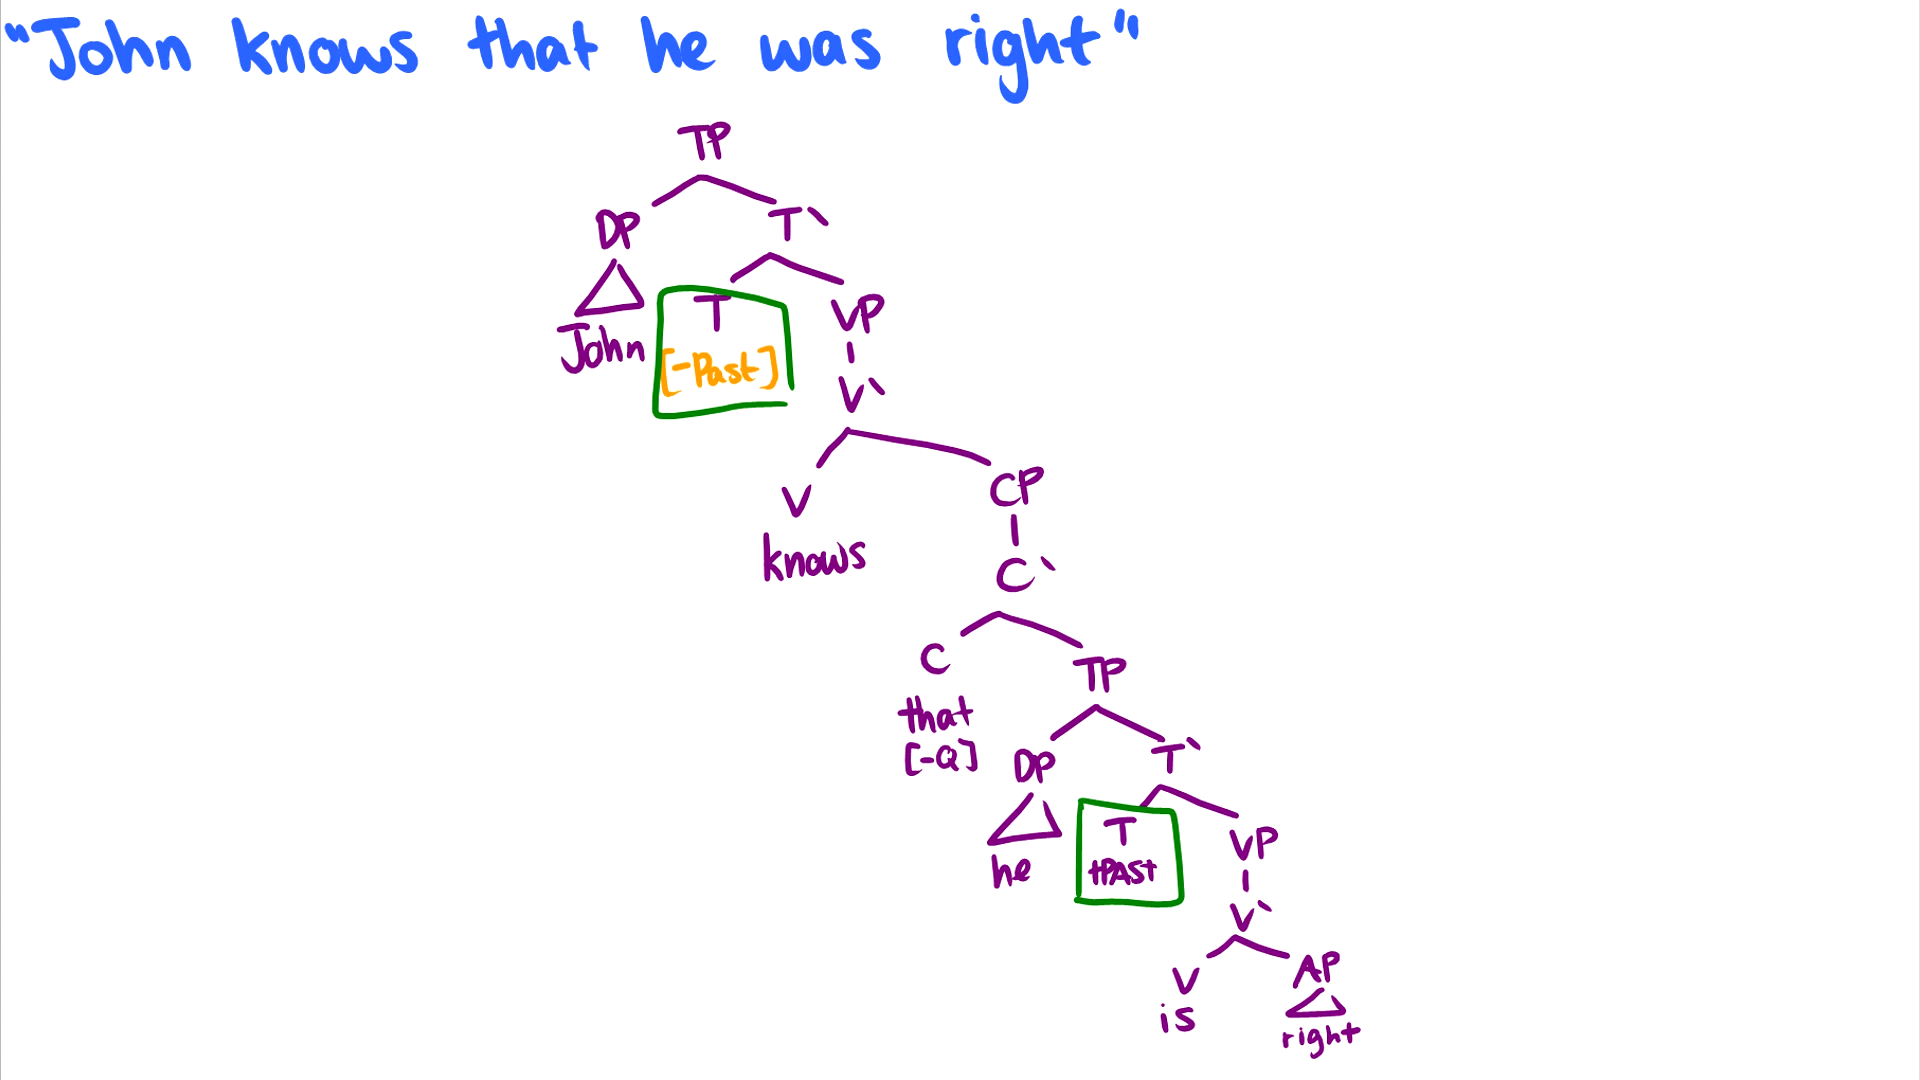 "John knows that he was right"
TP
DP T`
T VP
John [-Past]
V`
V CP
knows
C`
C TP
that
[-Q] DP T`
T VP
he +PAST
V`
V AP
is right